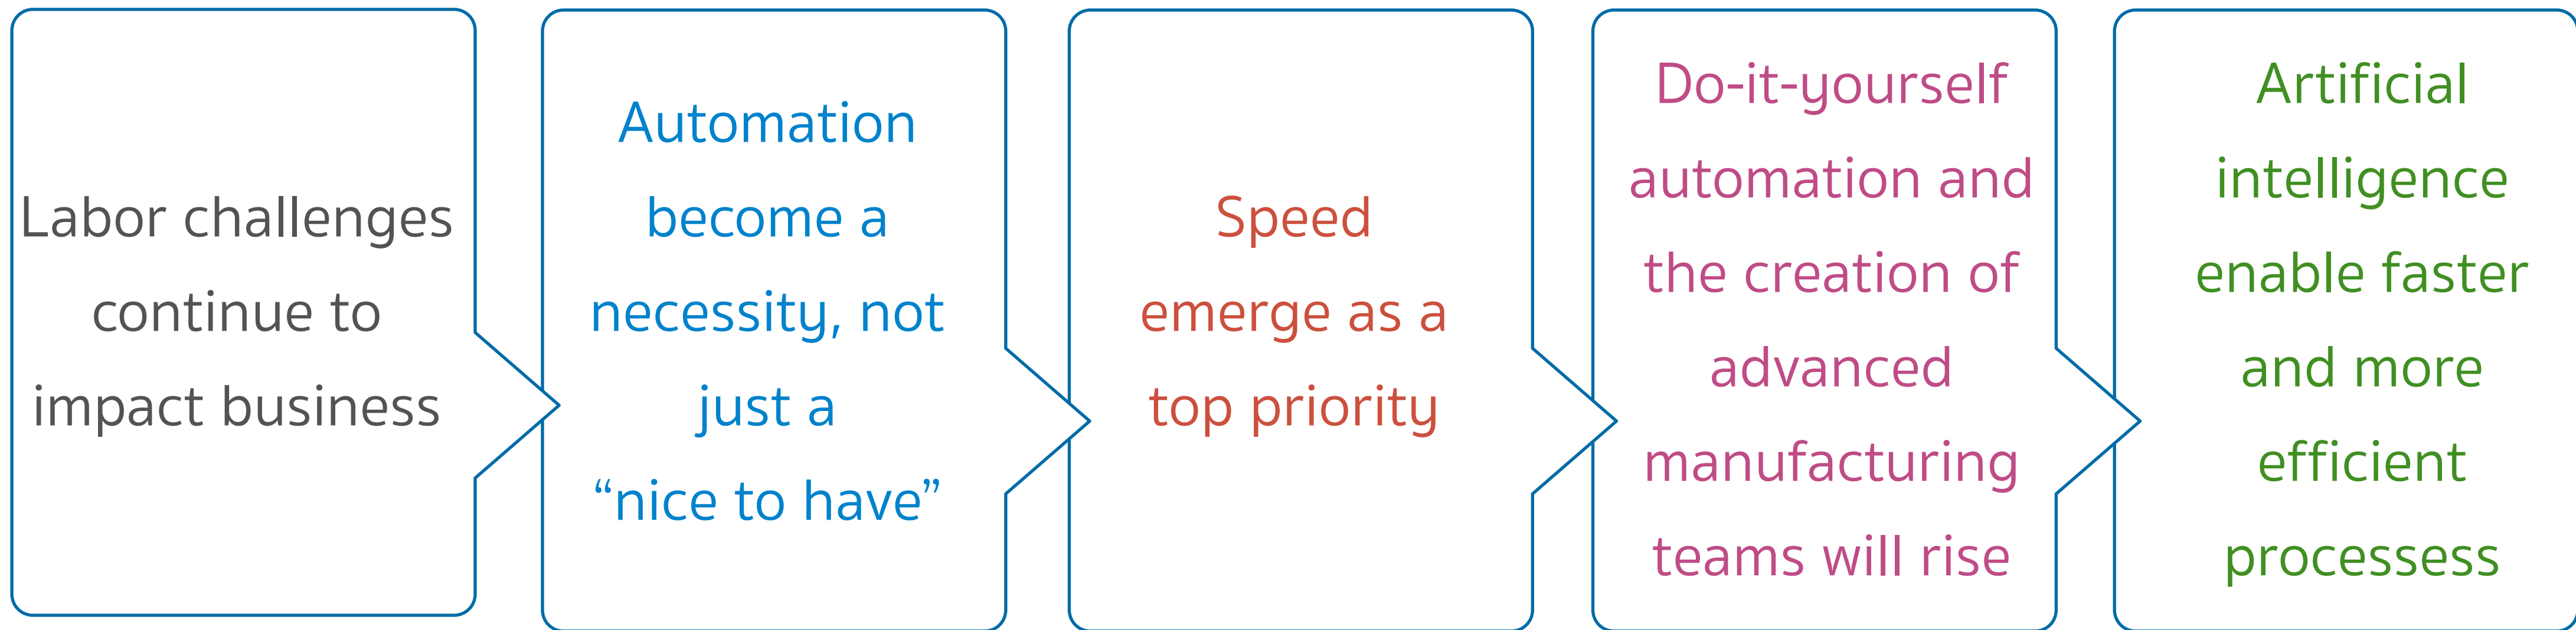 Labor challenges
continue to
impact business
Automation
become a
necessity, not
just a
“nice to have”
Speed
emerge as a
top priority
Do-it-yourself
automation and
the creation of
advanced
manufacturing
teams will rise
Artificial
intelligence
enable faster
and more
efficient
processess